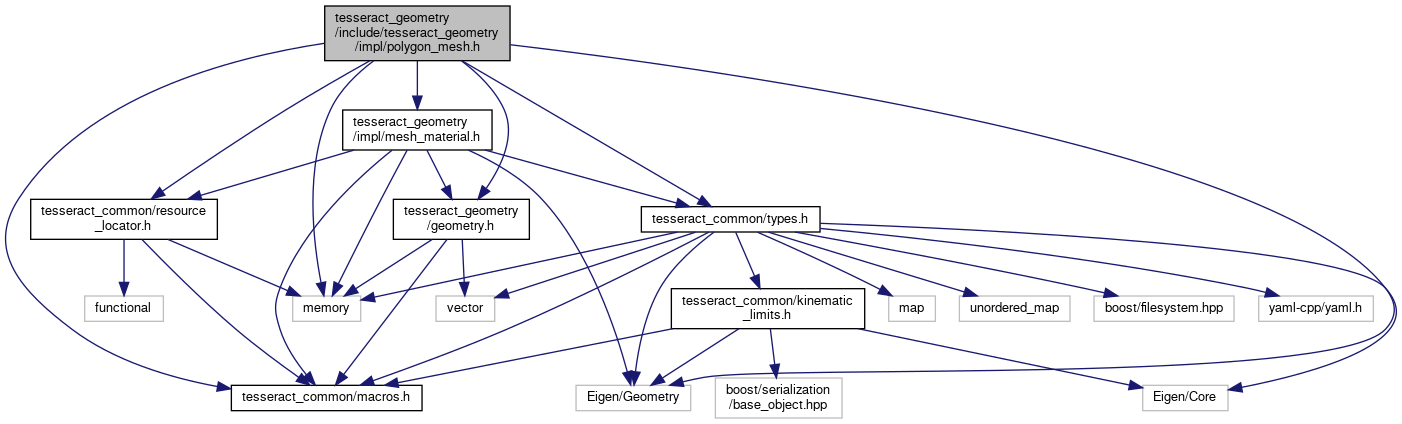 tesseract_geometry
/include/tesseract_geometry
/impl/polygon_mesh.h
tesseract_geometry
/impl/mesh_material.h
tesseract_common/resource
_locator.h
tesseract_geometry
/geometry.h
tesseract_common/types.h
functional
memory
vector
tesseract_common/kinematic
_limits.h
map
unordered_map
boost/filesystem.hpp
yaml-cpp/yaml.h
tesseract_common/macros.h
Eigen/Geometry
boost/serialization
/base_object.hpp
Eigen/Core